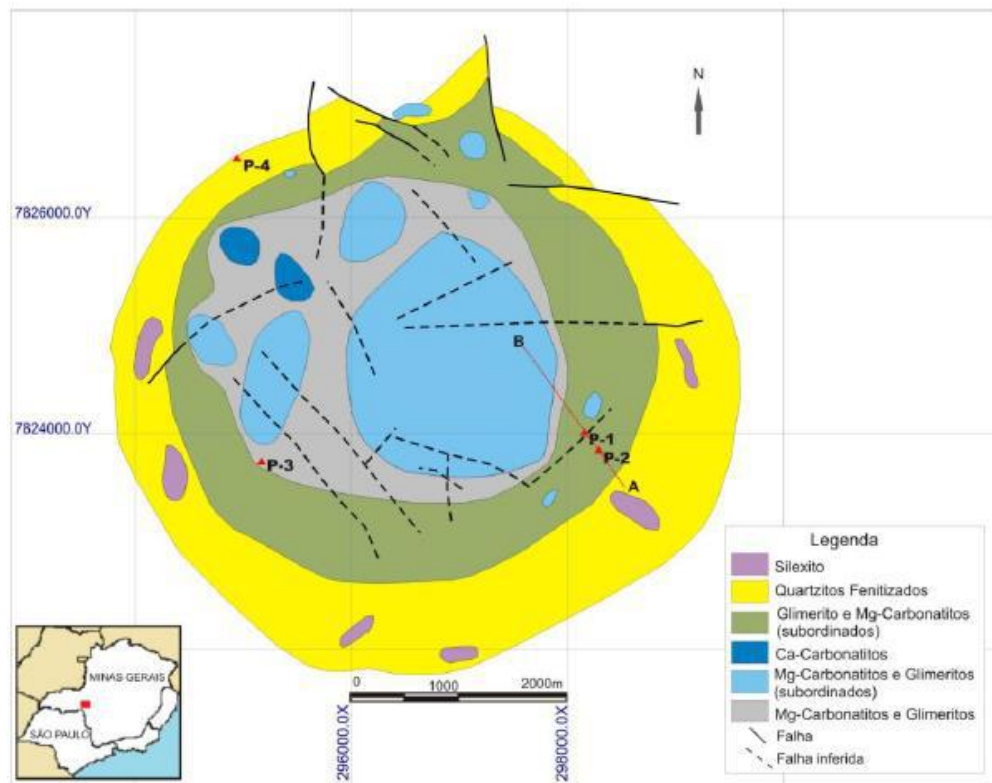 N
P-4
7826000.0Y
B
7824000.0Y
P-1
P-2
P-3
A
Legenda
Silexito
Quartzitos Fenitizados
Glimerito e Mg-Carbonatitos
(subordinados)
Ca-Carbonatitos
Mg-Carbonatitos e Glimeritos
(subordinados)
Mg-Carbonatitos e Glimeritos
Falha
Falha inferida
MINAS GERAIS
SÃO PAULO
0 1000 2000m
296000.0X
298000.0X